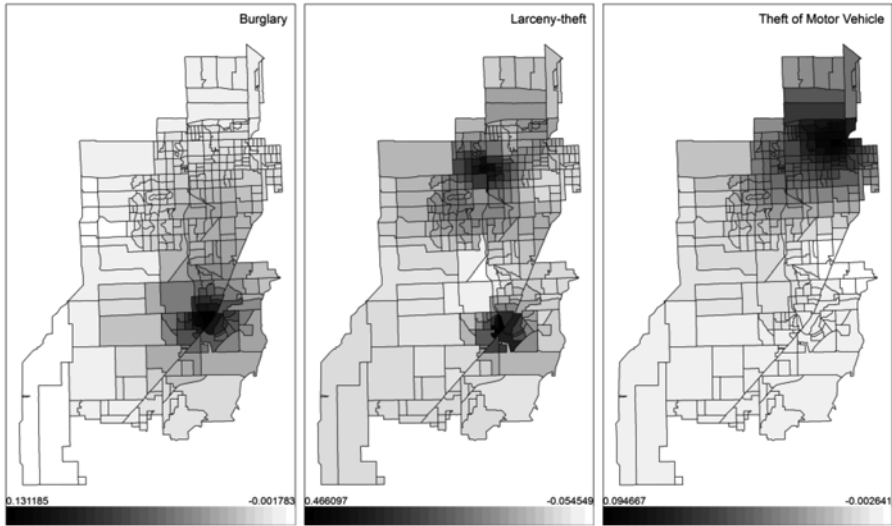 Burglary
0.131185 -0.001783
Larceny-theft
0.466097 -0.054549
Theft of Motor Vehicle
0.094667 -0.002641